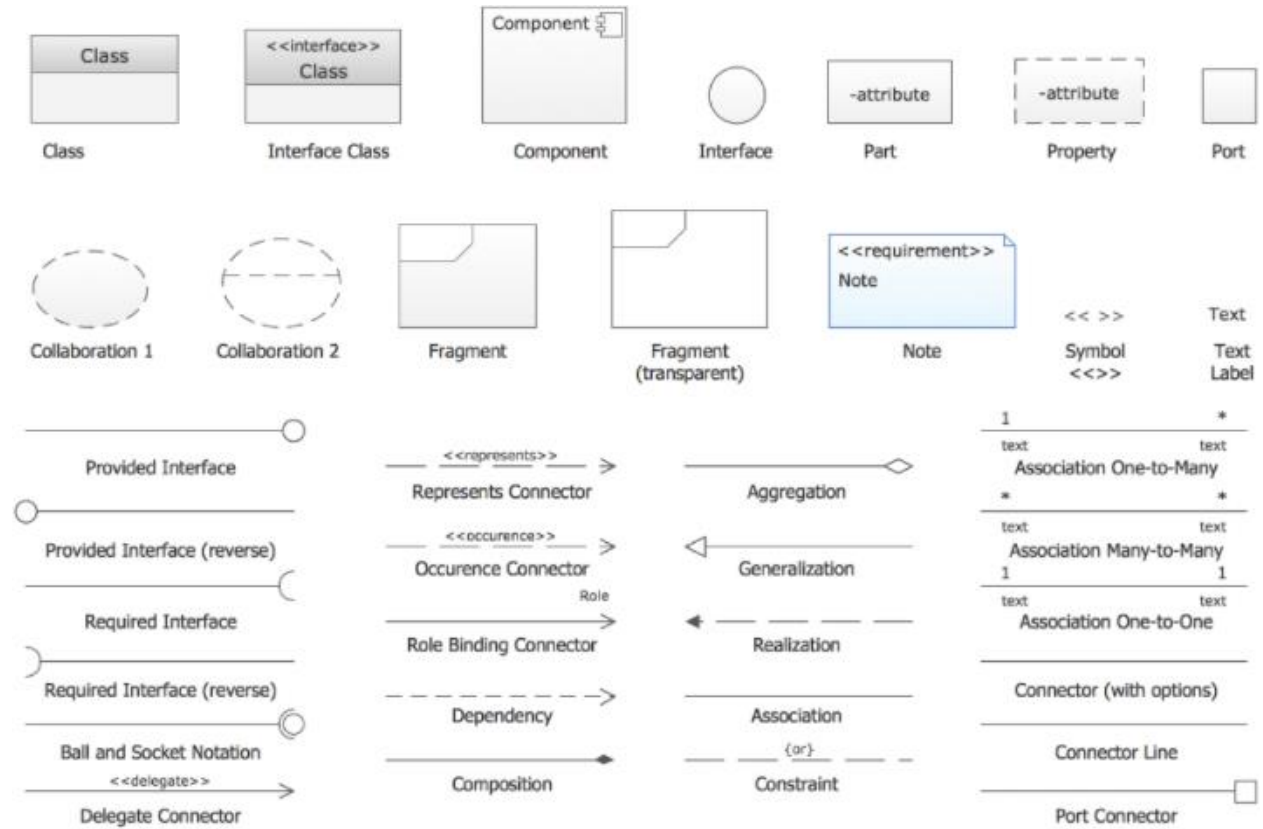 Class
<<interface>>
Class
Component
-attribute
-attribute
Class
Interface Class
Component
Interface
Part
Property
Port
<<requirement>>
Note
<< >>
Text
Collaboration 1
Collaboration 2
Fragment
Fragment
(transparent)
Note
Symbol
<<>>
Text
Label
Provided Interface
Provided Interface (reverse)
Required Interface
Required Interface (reverse)
Ball and Socket Notation
<<delegate>>
Delegate Connector
<<represents>>
Represents Connector
<<occurence>>
Occurence Connector
Role
Role Binding Connector
Dependency
Composition
Aggregation
Generalization
Realization
Association
{or}
Constraint
1 *
text text
Association One-to-Many
* *
text text
Association Many-to-Many
1 1
text text
Association One-to-One
Connector (with options)
Connector Line
Port Connector